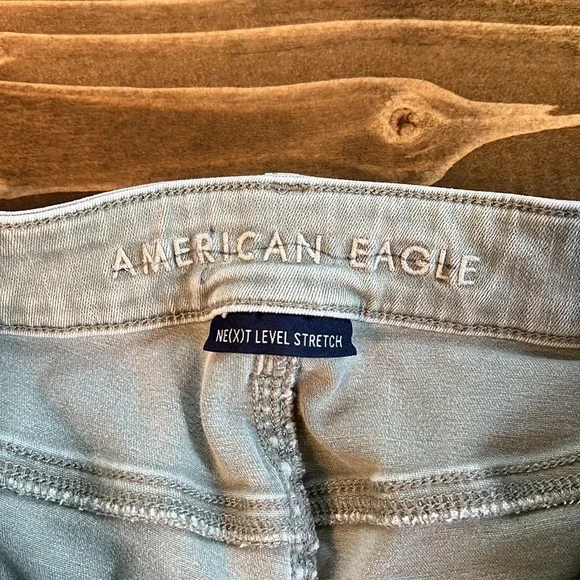 AMERICAN EAGLE
NE(X)T LEVEL STRETCH